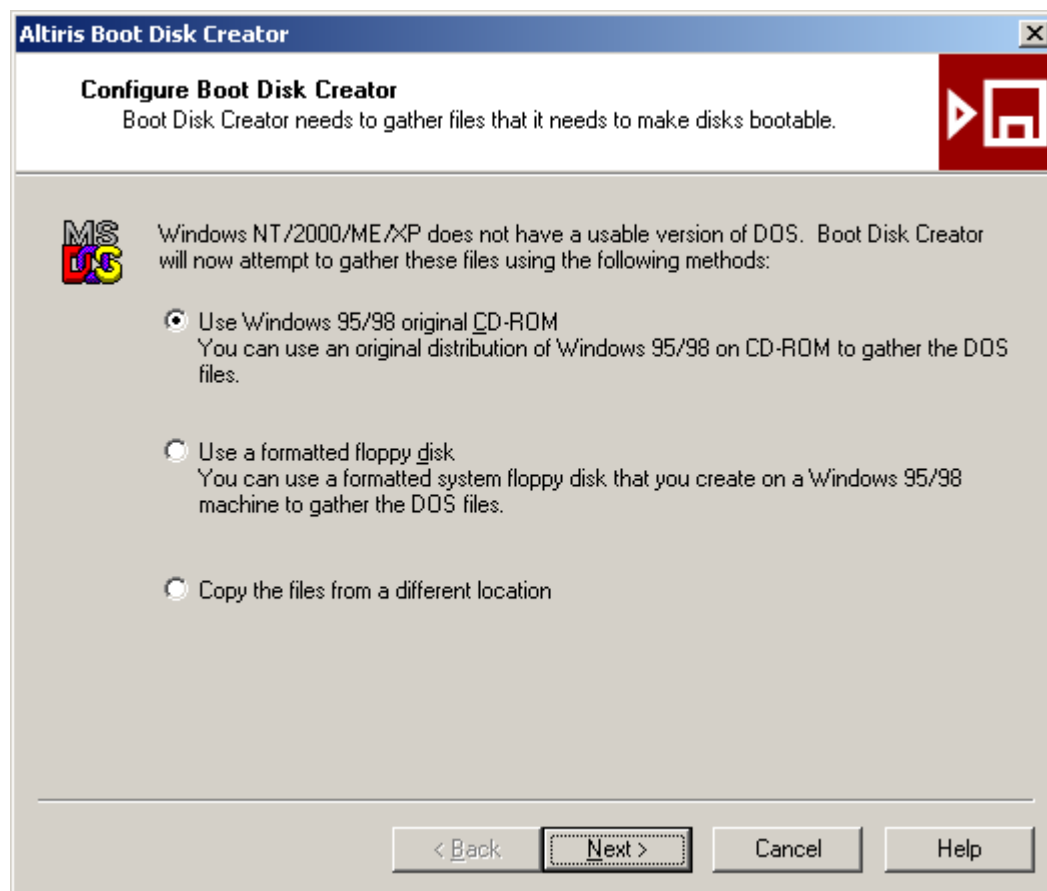 Altiris Boot Disk Creator
Configure Boot Disk Creator
Boot Disk Creator needs to gather files that it needs to make disks bootable.
MS
DOS
Windows NT/2000/ME/XP does not have a usable version of DOS. Boot Disk Creator
will now attempt to gather these files using the following methods:
Use Windows 95/98 original CD-ROM
You can use an original distribution of Windows 95/98 on CD-ROM to gather the DOS
files.
Use a formatted floppy disk
You can use a formatted system floppy disk that you create on a Windows 95/98
machine to gather the DOS files.
Copy the files from a different location
< Back
Next >
Cancel
Help